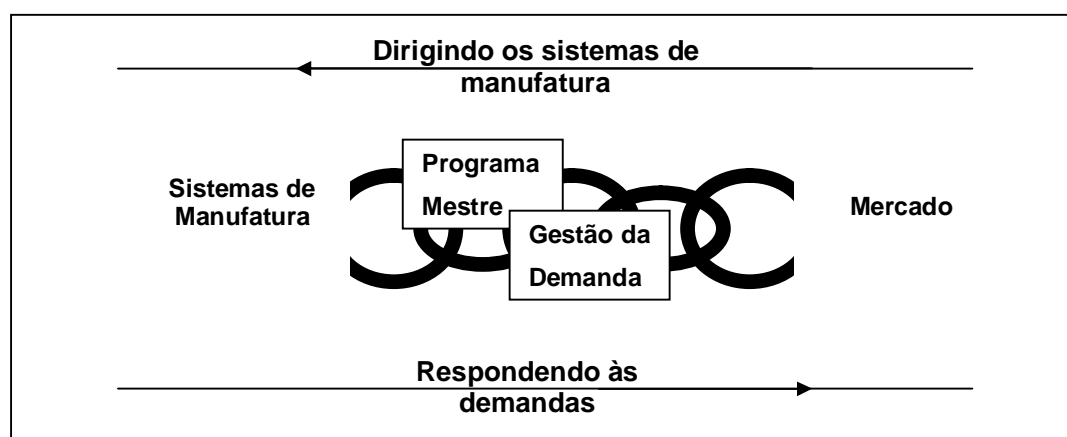 Dirigindo os sistemas de
manufatura
Programa
Mestre
Sistemas de
Manufatura
Gestão da
Demanda
Mercado
Respondendo às
demandas